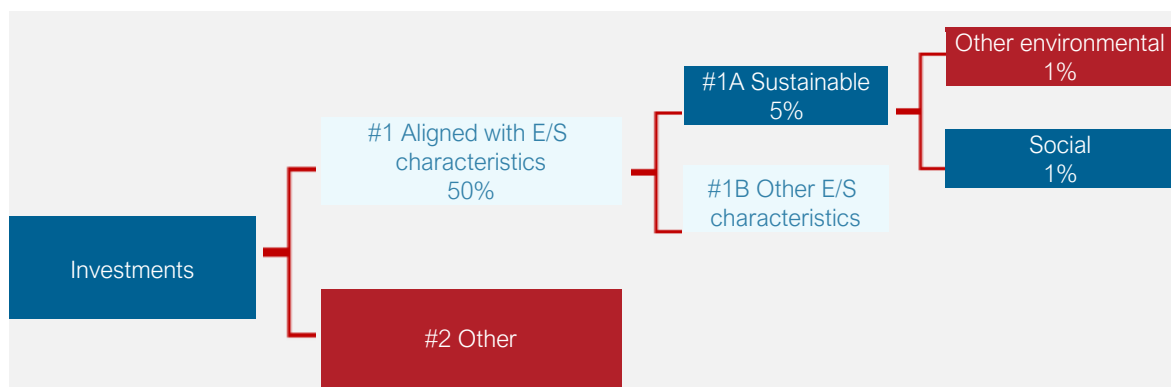 Investments
#1 Aligned with E/S
characteristics
50%
#2 Other
#1A Sustainable
5%
#1B Other E/S
characteristics
Other environmental
1%
Social
1%